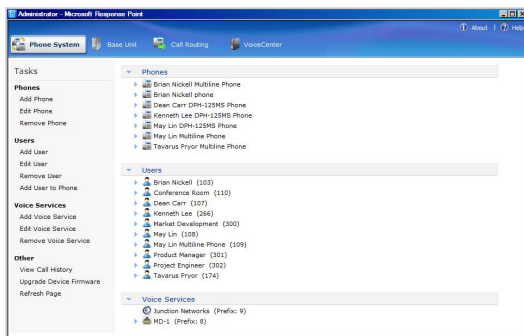 Administrator - Microsoft Response Point
About | Help
Phone System
Base Unit
Call Routing
VoiceCenter
Tasks
Phones
Add Phone
Edit Phone
Remove Phone
Users
Add User
Edit User
Remove User
Add User to Phone
Voice Services
Add Voice Service
Edit Voice Service
Remove Voice Service
Other
View Call History
Upgrade Device Firmware
Refresh Page
Phones
Brian Nickell Multiline Phone
Brian Nickell phone
Dean Carr DPH-125MS Phone
Kenneth Lee DPH-125MS Phone
May Lin DPH-125MS Phone
May Lin Multiline Phone
Tavarus Pryor Multiline Phone
Users
Brian Nickell (103)
Conference Room (110)
Dean Carr (107)
Kenneth Lee (266)
Market Development (300)
May Lin (108)
May Lin Multiline Phone (109)
Product Manager (301)
Project Engineer (302)
Tavarus Pryor (174)
Voice Services
Junction Networks (Prefix: 9)
MD-1 (Prefix: 8)